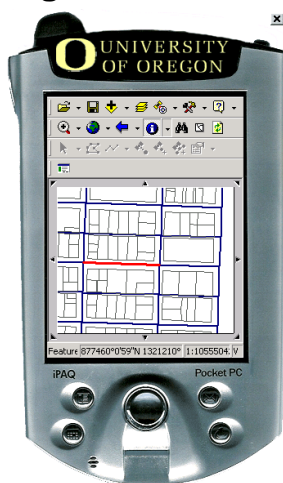 UNIVERSITY
OF OREGON
Feature 877460°0'59"N 1321210° 1:1055504. V
iPAQ Pocket PC